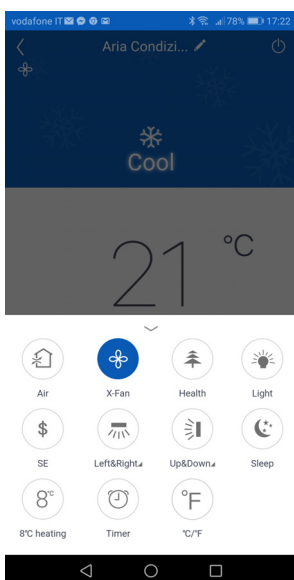 vodafone IT 78% 17:22
Aria Condizi...
Cool
21 °C
Air X-Fan Health Light
$
SE Left&Right Up&Down Sleep
8°C °F
8°C heating Timer °C/°F